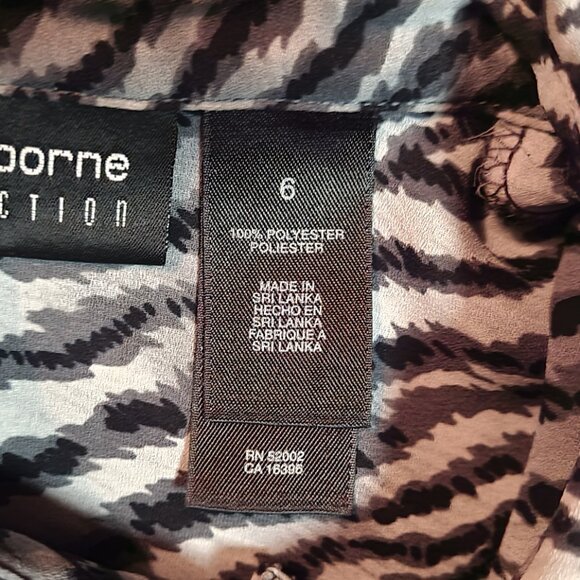 borne
CTION
6
100% POLYESTER
POLIESTER
MADE IN
SRI LANKA
HECHO EN
SRI LANKA
FABRIQUE A
SRI LANKA
RN 52002
CA 16395